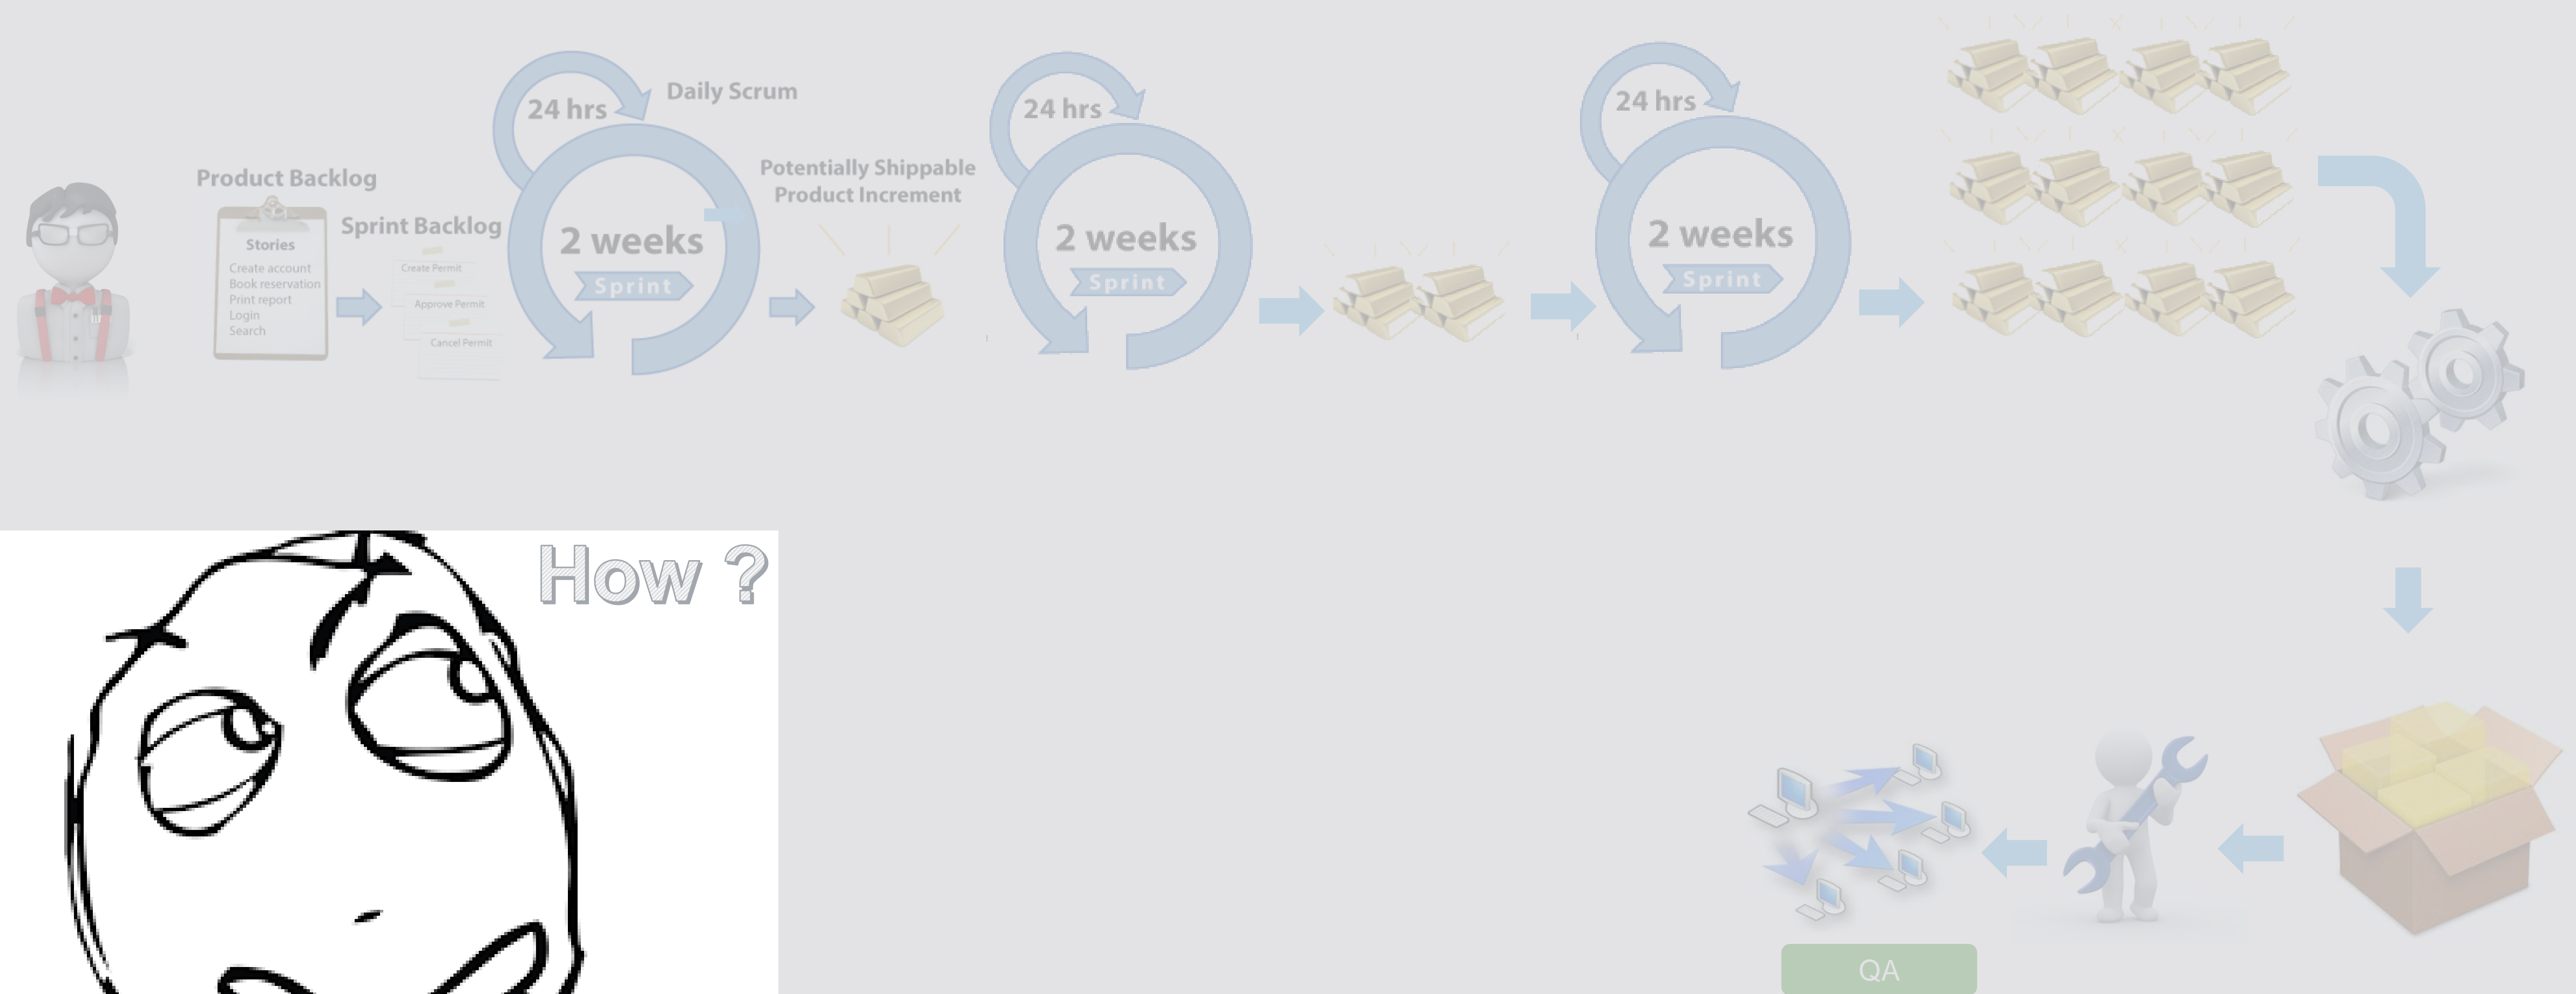 24 hrs
Daily Scrum
24 hrs
24 hrs
Product Backlog
Potentially Shippable
Product Increment
Sprint Backlog
Stories
Create account
Book reservation
Print report
Login
Search
Create Permit
Approve Permit
Cancel Permit
2 weeks
Sprint
2 weeks
Sprint
2 weeks
Sprint
How ?
QA